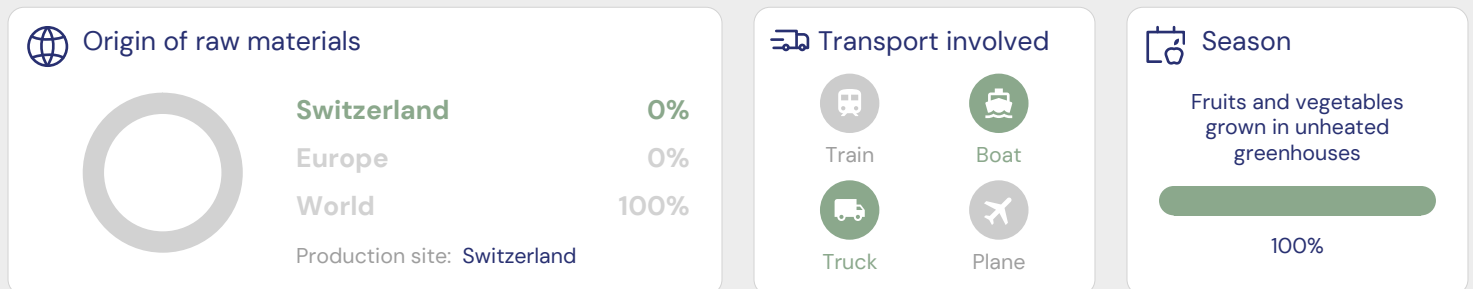 Origin of raw materials
Switzerland 0%
Europe 0%
World 100%
Production site: Switzerland
Transport involved
Train Boat
Truck Plane
Season
Fruits and vegetables
grown in unheated
greenhouses
100%